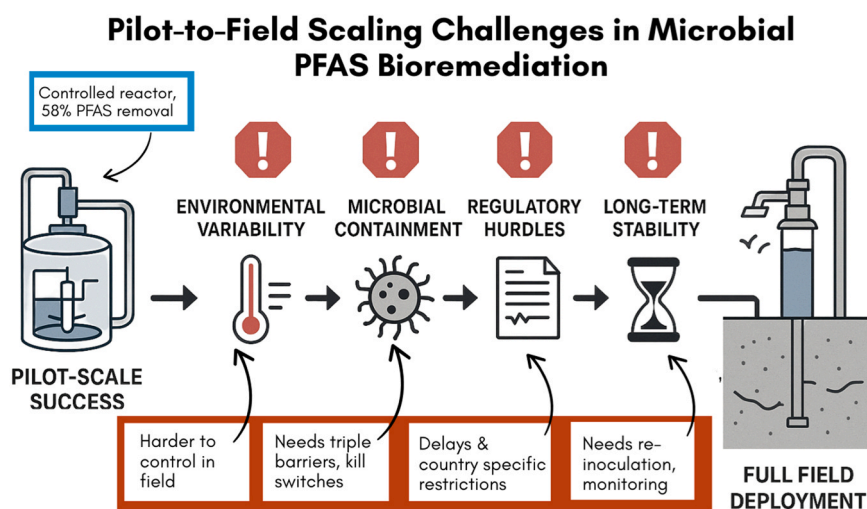 Pilot-to-Field Scaling Challenges in Microbial
PFAS Bioremediation
Controlled reactor,
58% PFAS removal
ENVIRONMENTAL
VARIABILITY
MICROBIAL
CONTAINMENT
REGULATORY
HURDLES
LONG-TERM
STABILITY
PILOT-SCALE
SUCCESS
Harder to
control in
field
Needs triple
barriers, kill
switches
Delays &
country specific
restrictions
Needs re-
inoculation,
monitoring
FULL FIELD
DEPLOYMENT